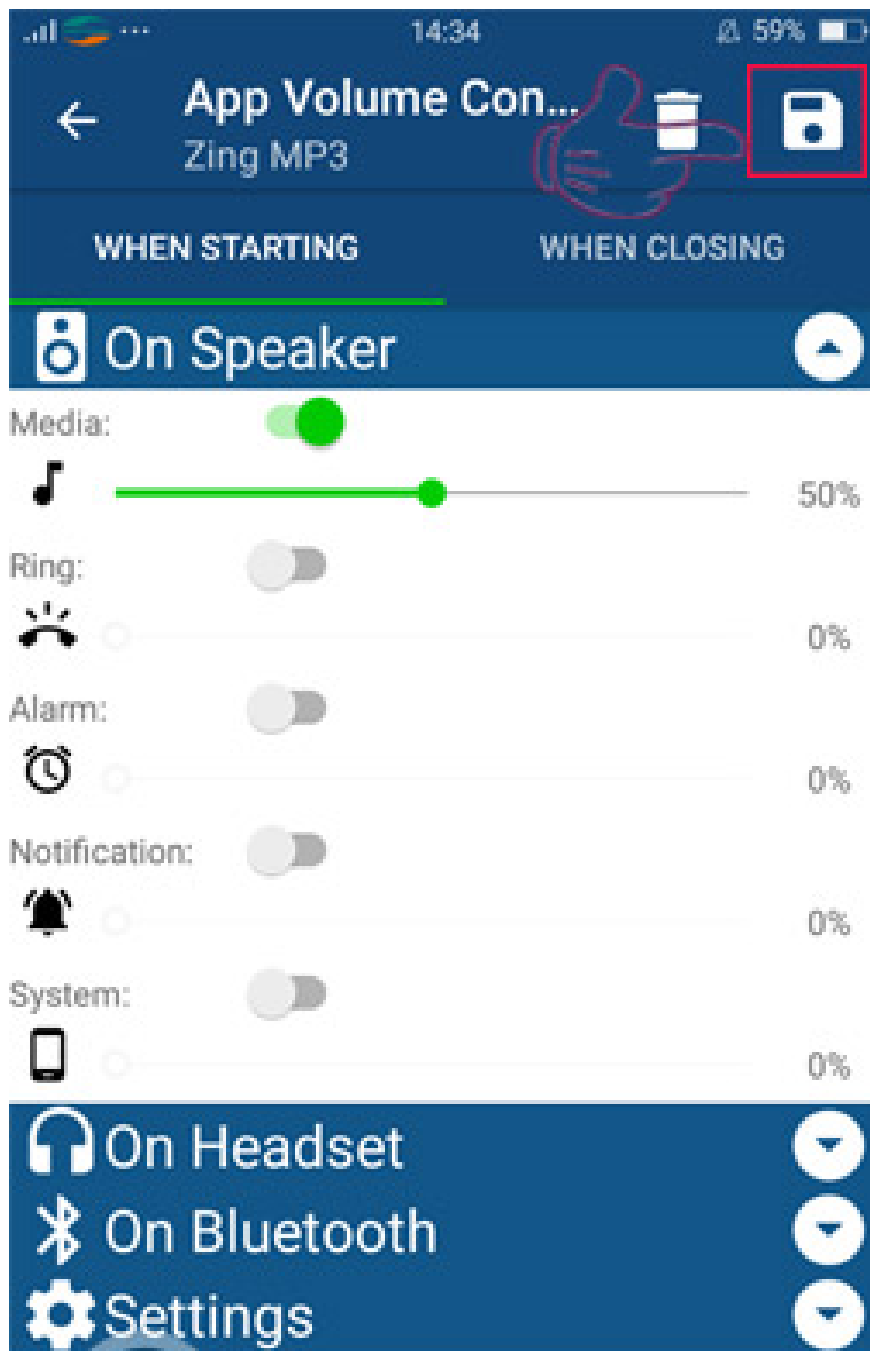 14:34
59%
App Volume Con...
Zing MP3
WHEN STARTING
WHEN CLOSING
On Speaker
Media:
50%
Ring:
0%
Alarm:
0%
Notification:
0%
System:
0%
On Headset
On Bluetooth
Settings